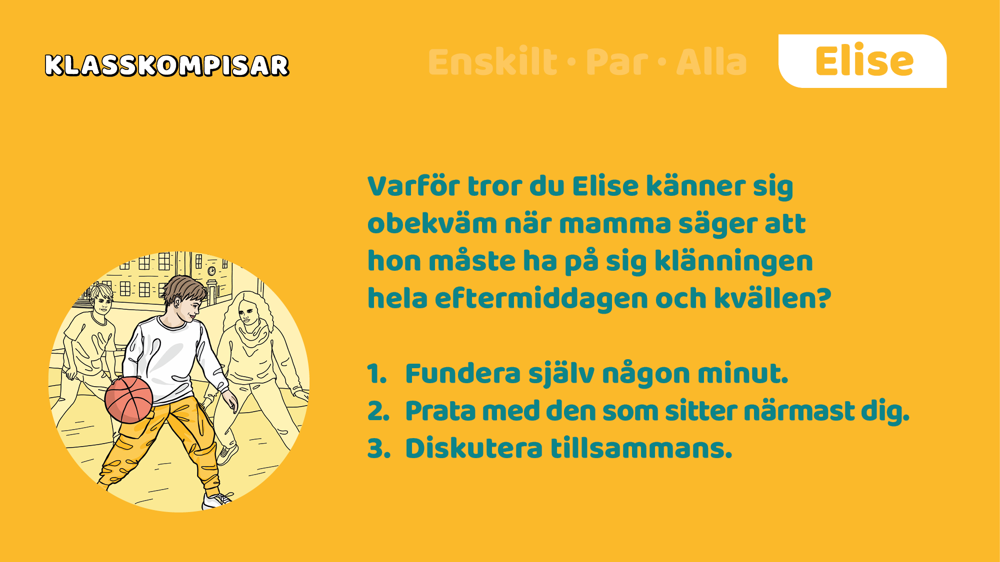 KLASSKOMPISAR
Enskilt • Par • Alla
Elise
Varför tror du Elise känner sig
obekväm när mamma säger att
hon måste ha på sig klänningen
hela eftermiddagen och kvällen?
1. Fundera själv någon minut.
2. Prata med den som sitter närmast dig.
3. Diskutera tillsammans.